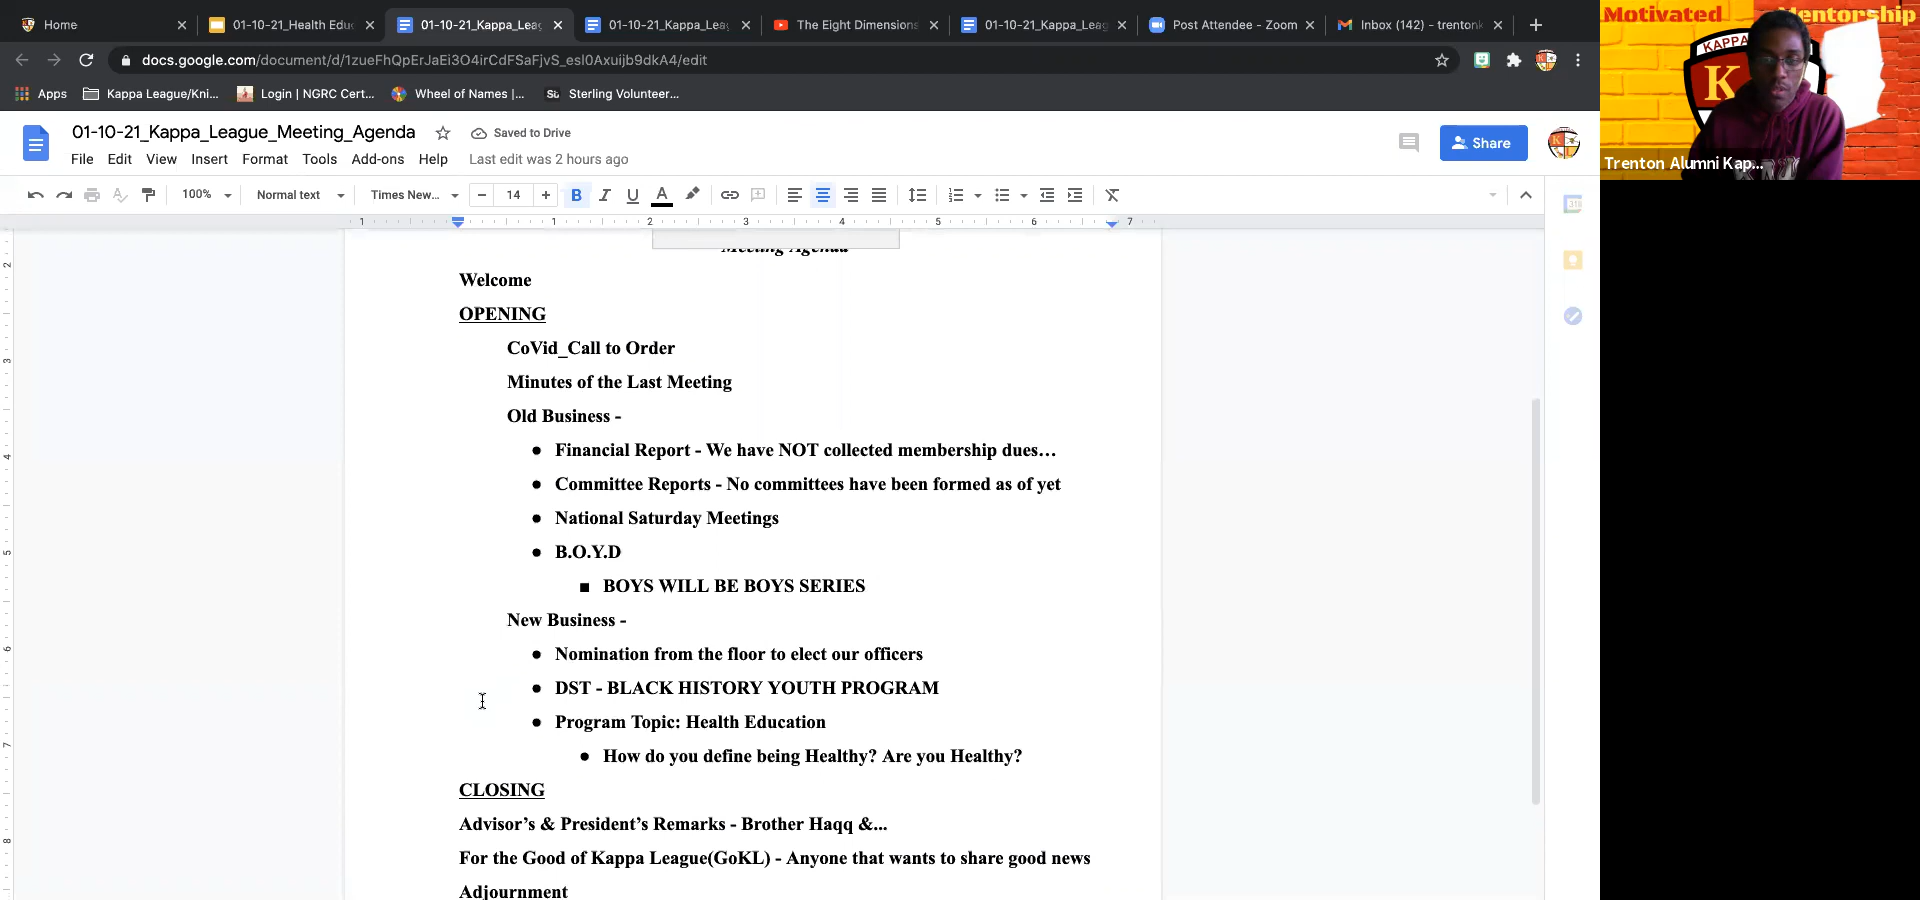 Home
01-10-21_Health Educ
01-10-21_Kappa_Leag
01-10-21_Kappa_Leag
The Eight Dimensions
01-10-21_Kappa_Leag
Post Attendee - Zoom
Inbox (142) - trentonk
docs.google.com/document/d/1zueFhQpErJaEi3O4irCdFSaFjvS_esI0Axuijb9dkA4/edit
Apps
Kappa League/Kni...
Login | NGRC Cert...
Wheel of Names |...
Sterling Volunteer...
01-10-21_Kappa_League_Meeting_Agenda
Saved to Drive
Share
File Edit View Insert Format Tools Add-ons Help
Last edit was 2 hours ago
100%
Normal text
Times New...
14
Meeting Agenda
Welcome
OPENING
CoVid_Call to Order
Minutes of the Last Meeting
Old Business -
● Financial Report - We have NOT collected membership dues…
● Committee Reports - No committees have been formed as of yet
● National Saturday Meetings
● B.O.Y.D
■ BOYS WILL BE BOYS SERIES
New Business -
● Nomination from the floor to elect our officers
● DST - BLACK HISTORY YOUTH PROGRAM
● Program Topic: Health Education
● How do you define being Healthy? Are you Healthy?
CLOSING
Advisor’s & President’s Remarks - Brother Haqq &...
For the Good of Kappa League(GoKL) - Anyone that wants to share good news
Adjournment
Motivated Mentorship
KAPPA
K
Trenton Alumni Kap...